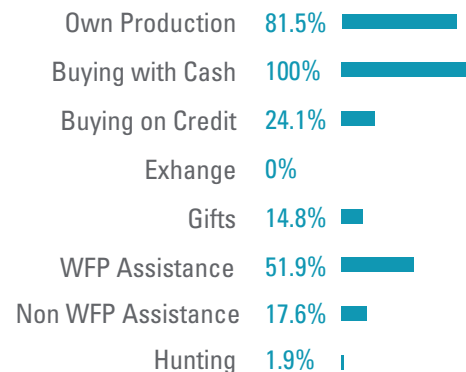 Own Production 81.5%
Buying with Cash 100%
Buying on Credit 24.1%
Exhange 0%
Gifts 14.8%
WFP Assistance 51.9%
Non WFP Assistance 17.6%
Hunting 1.9%